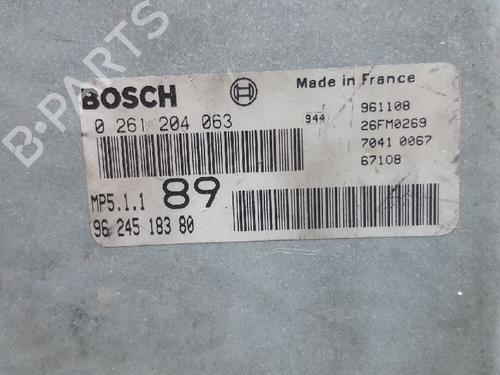 B-PARTS
BOSCH
Made in France
0 261 204 063
944
961108
26FM0269
7041 0067
67108
MP5.1.1 89
96 245 183 80